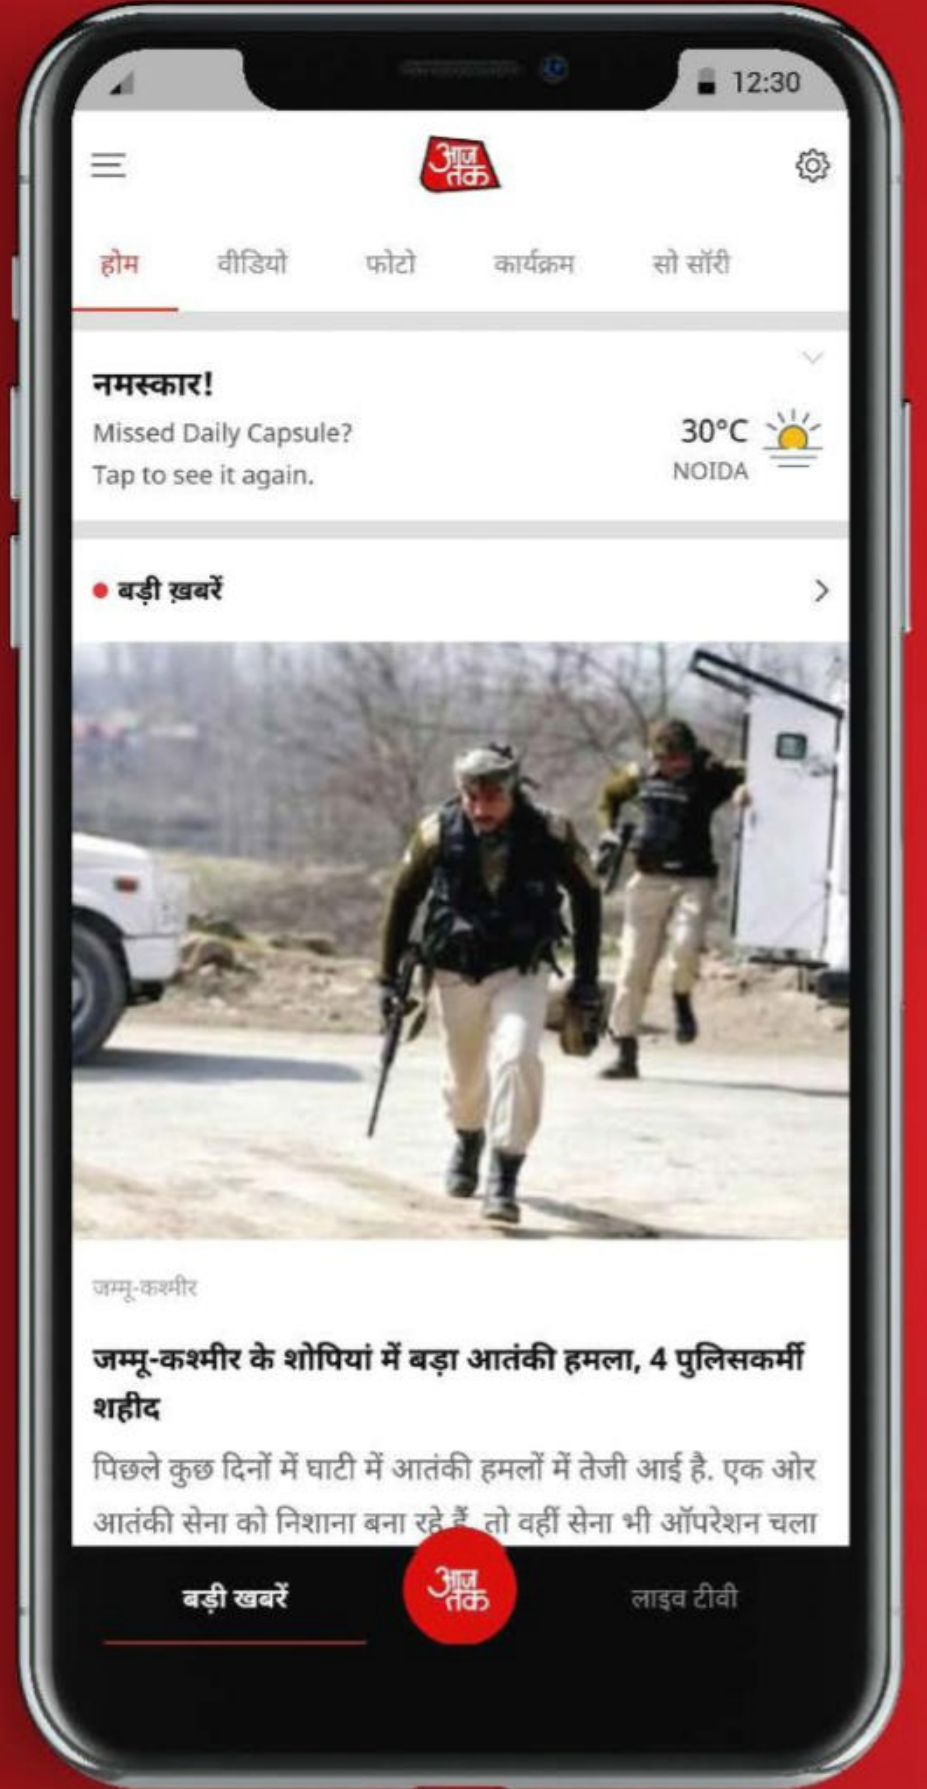 12:30
आज
तक
होम वीडियो फोटो कार्यक्रम सो सॉरी
नमस्कार!
Missed Daily Capsule?
Tap to see it again.
30°C
NOIDA
बड़ी ख़बरें
जम्मू-कश्मीर
जम्मू-कश्मीर के शोपियां में बड़ा आतंकी हमला, 4 पुलिसकर्मी
शहीद
पिछले कुछ दिनों में घाटी में आतंकी हमलों में तेजी आई है. एक ओर
आतंकी सेना को निशाना बना रहे हैं, तो वहीं सेना भी ऑपरेशन चला
बड़ी खबरें
आज
तक
लाइव टीवी